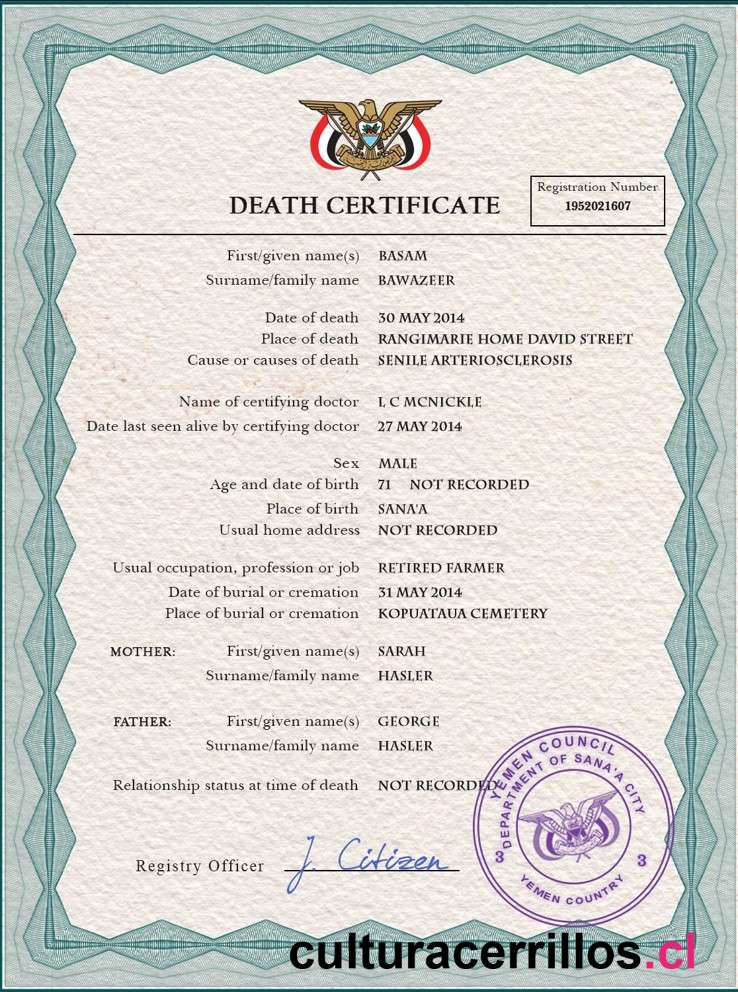 DEATH CERTIFICATE
Registration Number
1952021607
First/given name(s) BASAM
Surname/family name BAWAZEER
Date of death 30 MAY 2014
Place of death RANGIMARIE HOME DAVID STREET
Cause or causes of death SENILE ARTERIOSCLEROSIS
Name of certifying doctor I, C MCNICKLE
Date last seen alive by certifying doctor 27 MAY 2014
Sex MALE
Age and date of birth 71 NOT RECORDED
Place of birth SANA'A
Usual home address NOT RECORDED
Usual occupation, profession or job RETIRED FARMER
Date of burial or cremation 31 MAY 2014
Place of burial or cremation KOPUATAUA CEMETERY
MOTHER: First/given name(s) SARAH
Surname/family name HASLER
FATHER: First/given name(s) GEORGE
Surname/family name HASLER
Relationship status at time of death NOT RECORDED
Registry Officer J. Citizen
YEMEN COUNCIL
DEPARTMENT OF SANA'A CITY
3 3
YEMEN COUNTRY
culturacerrillos.cl